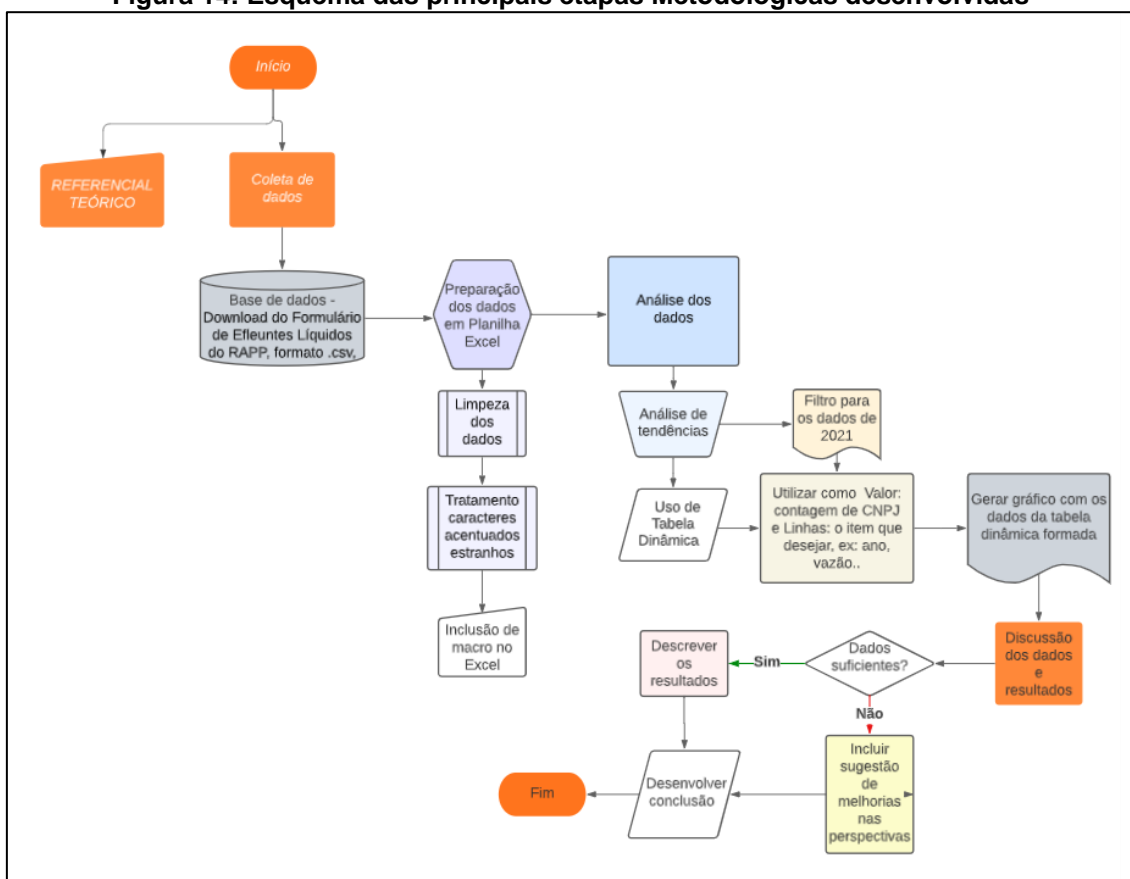 Figura 14: Esquema das principais etapas Metodológicas desenvolvidas
Início
REFERENCIAL
TEÓRICO
Coleta de
dados
Base de dados -
Download do Formulário
de Efleuntes Líquidos
do RAPP, formato .csv,
Preparação
dos dados
em Planilha
Excel
Análise dos
dados
Limpeza
dos
dados
Análise de
tendências
Filtro para
os dados de
2021
Tratamento
caracteres
acentuados
estranhos
Uso de
Tabela
Dinâmica
Utilizar como Valor:
contagem de CNPJ
e Linhas: o item que
desejar, ex: ano,
vazão..
Gerar gráfico com os
dados da tabela
dinâmica formada
Inclusão de
macro no
Excel
Discussão
dos dados
e
resultados
Dados
suficientes?
Sim
Descrever
os
resultados
Não
Incluir
sugestão
de
melhorias
nas
perspectivas
Desenvolver
conclusão
Fim